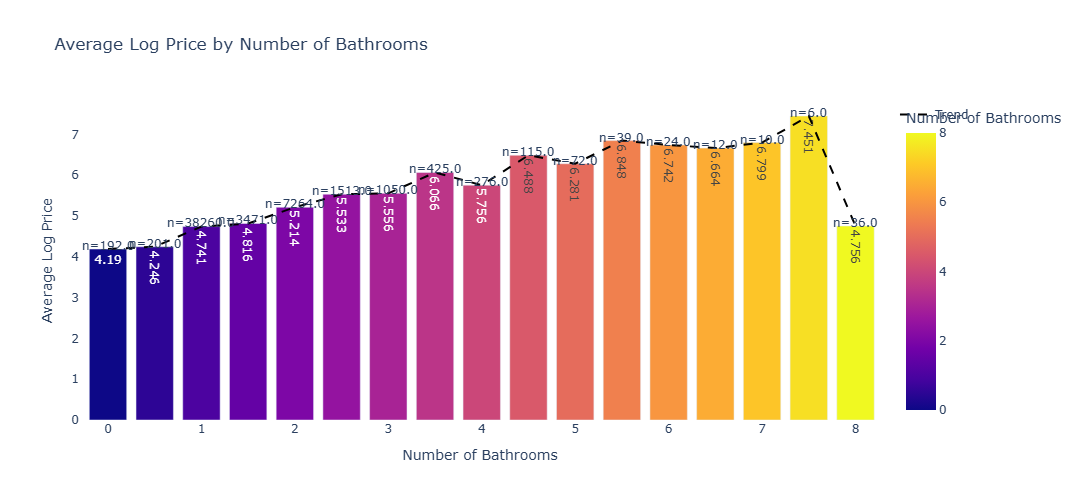 Average Log Price by Number of Bathrooms
Average Log Price
7
6
5
4
3
2
1
0
n=192.0
n=201.0
n=38260.0
n=3471.0
n=7264.0
n=1513.0
n=1050.0
n=425.0
n=276.0
n=115.0
n=72.0
n=39.0
n=24.0
n=12.0
n=10.0
n=6.0
n=36.0
4.19
4.246
4.741
4.816
5.214
5.533
5.556
6.066
5.756
6.488
6.281
6.848
6.742
6.664
6.799
7.451
4.756
0
1
2
3
4
5
6
7
8
Number of Bathrooms
Trend
Number of Bathrooms
8
6
4
2
0